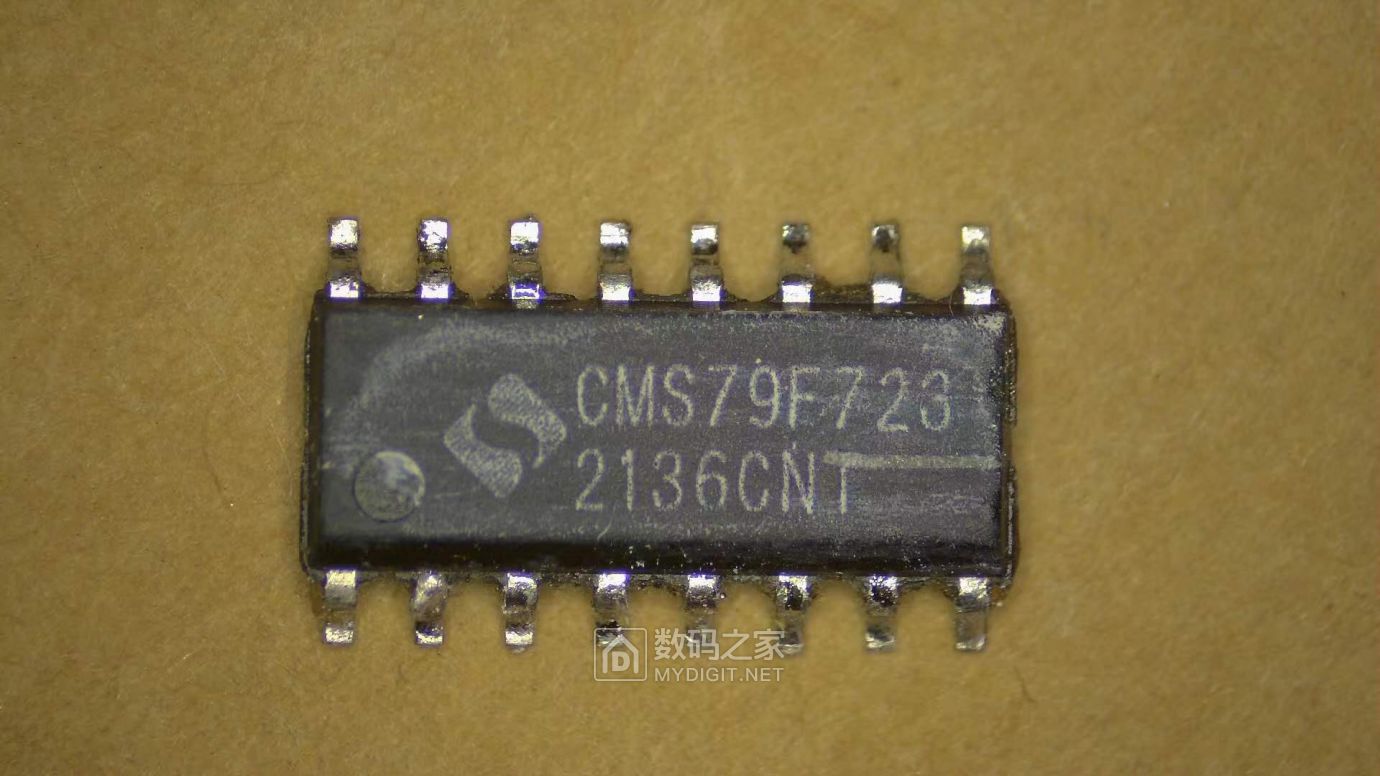 CMS79F723
2136CNT
数码之家
MYDIGIT.NET